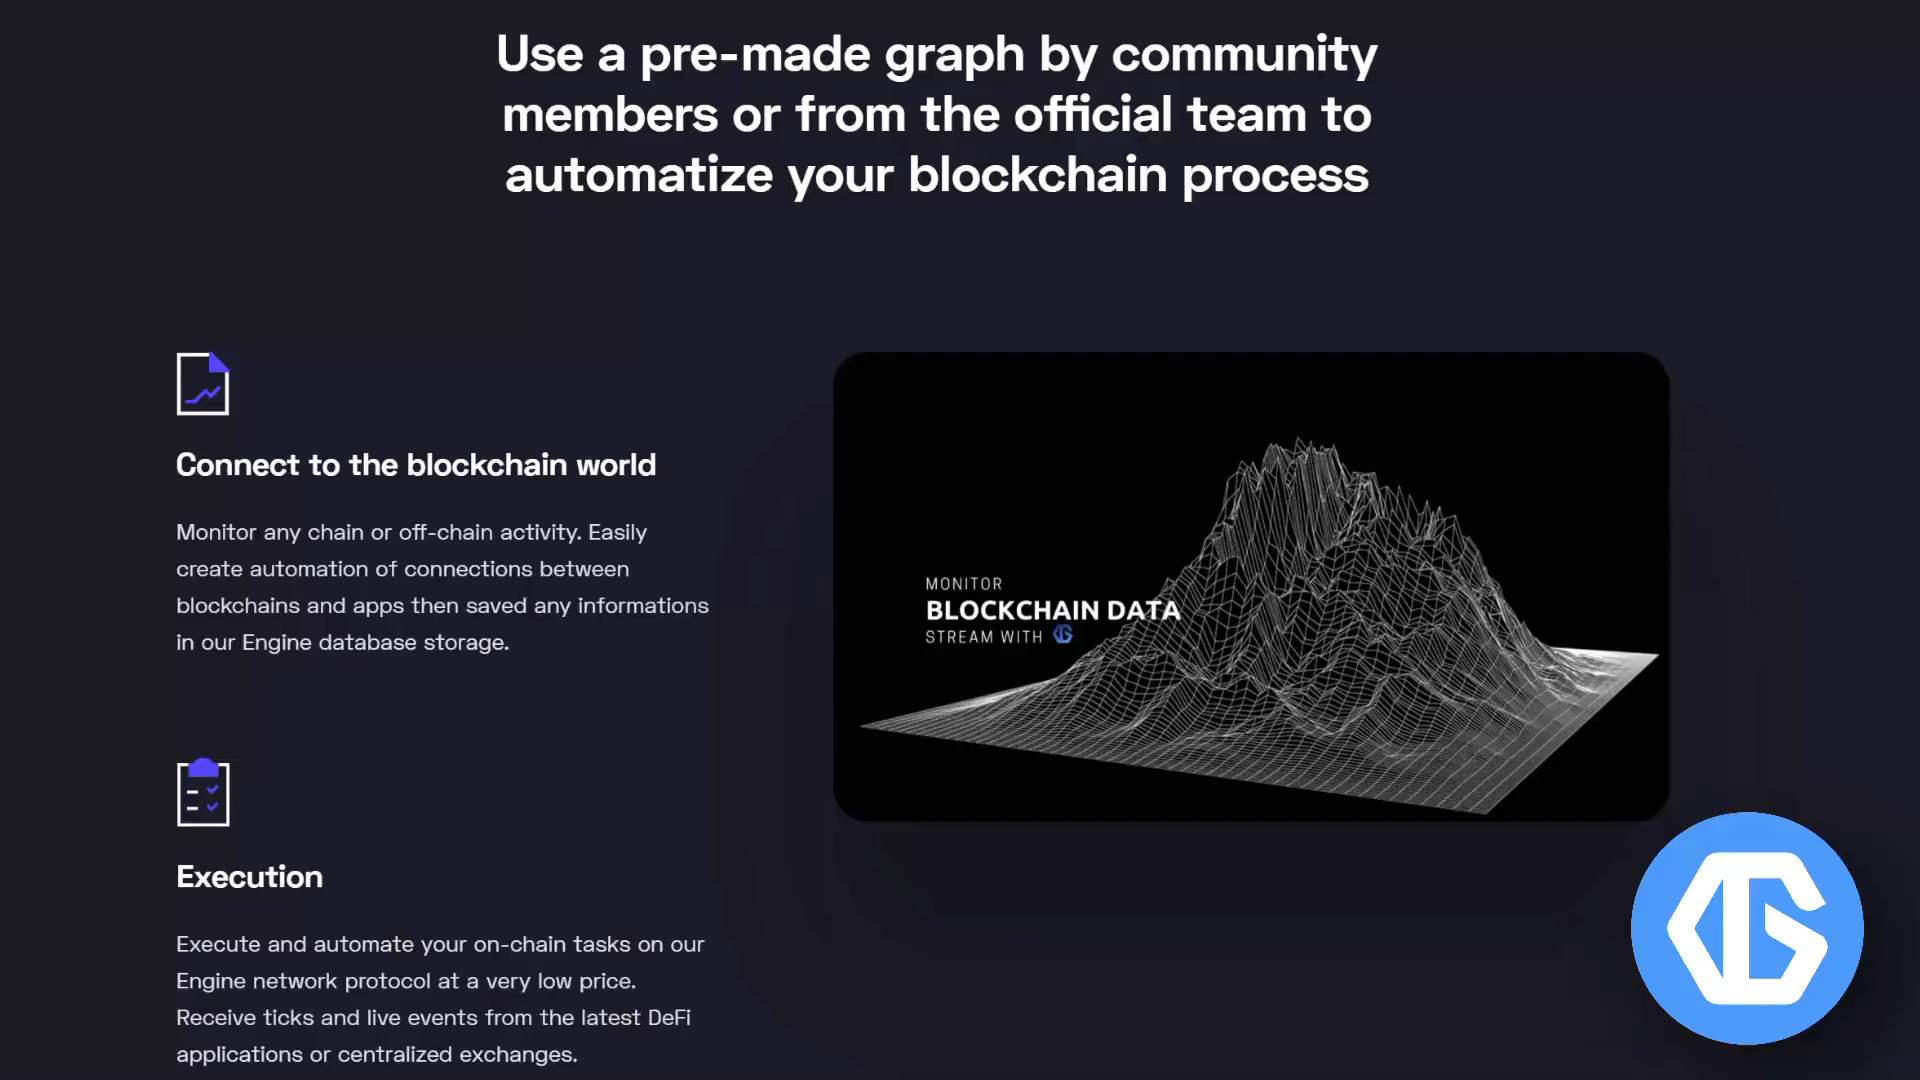 Use a pre-made graph by community
members or from the official team to
automatize your blockchain process
Connect to the blockchain world
Monitor any chain or off-chain activity. Easily
create automation of connections between
blockchains and apps then saved any informations
in our Engine database storage.
Execution
Execute and automate your on-chain tasks on our
Engine network protocol at a very low price.
Receive ticks and live events from the latest DeFi
applications or centralized exchanges.
MONITOR
BLOCKCHAIN DATA
STREAM WITH